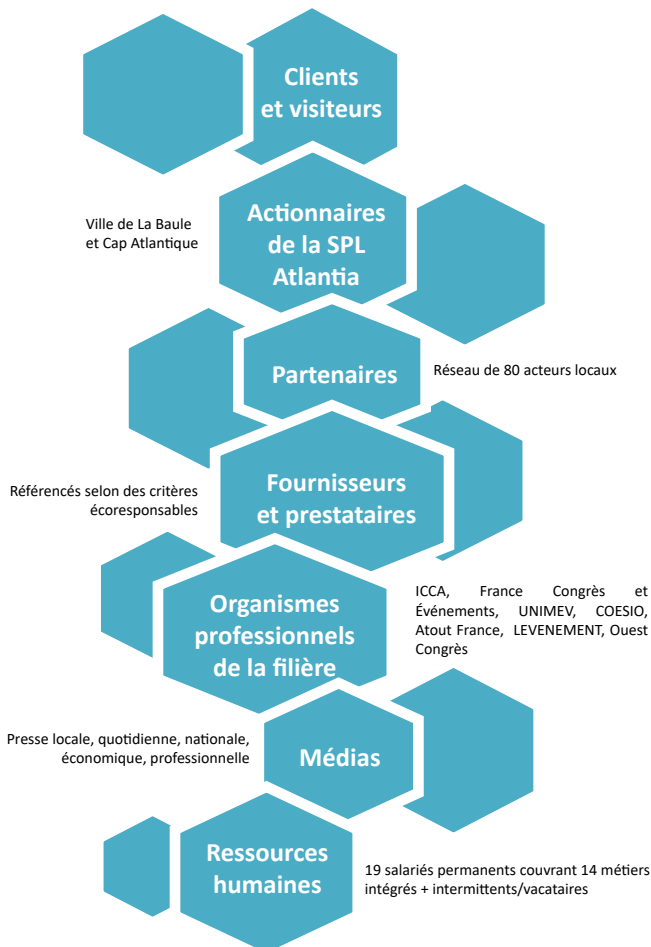 Clients
et visiteurs
Ville de La Baule
et Cap Atlantique
Actionnaires
de la SPL
Atlantia
Partenaires
Réseau de 80 acteurs locaux
Référencés selon des critères
écoresponsables
Fournisseurs
et prestataires
Organismes
professionnels
de la filière
ICCA, France Congrès et
Événements, UNIMEV, COESIO,
Atout France, LEVENEMENT, Ouest
Congrès
Presse locale, quotidienne, nationale,
économique, professionnelle
Médias
Ressources
humaines
19 salariés permanents couvrant 14 métiers
intégrés + intermittents/vacataires